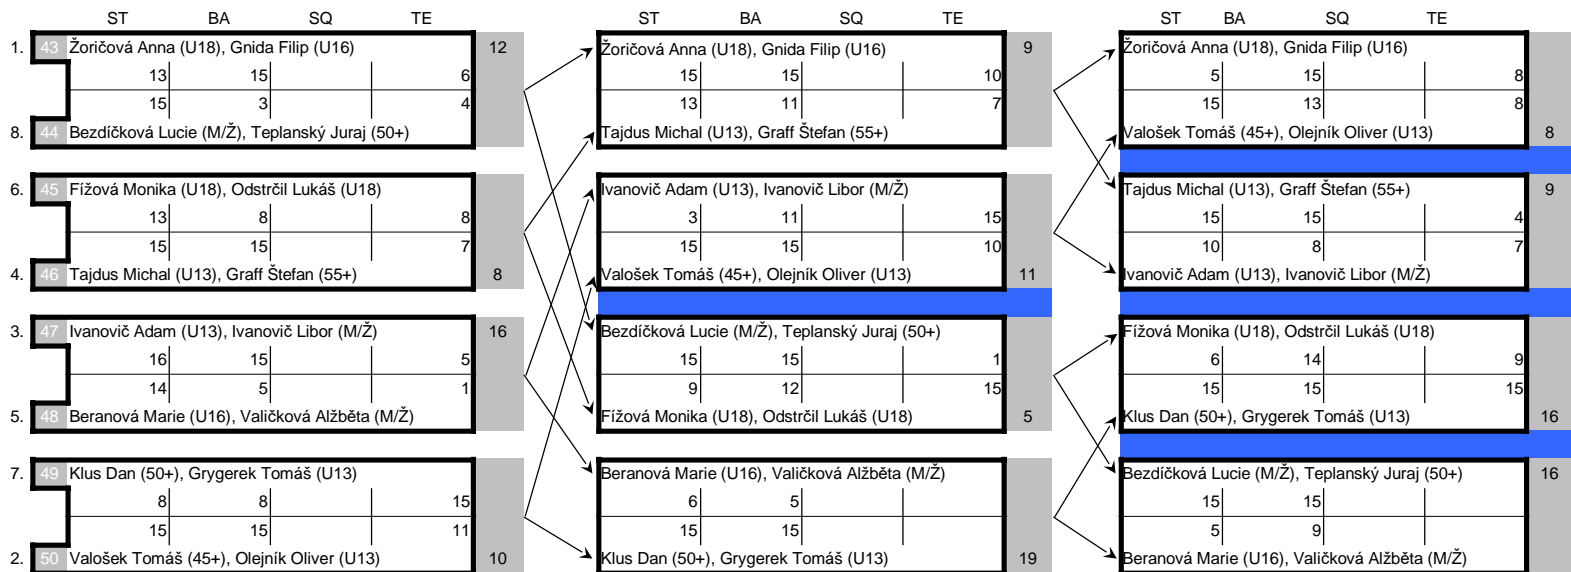 ST BA SQ TE ST BA SQ TE ST BA SQ TE
1. 43 Žoričová Anna (U18), Gnida Filip (U16) 12 Žoričová Anna (U18), Gnida Filip (U16) 9 Žoričová Anna (U18), Gnida Filip (U16)
13 15 6 15 15 10 5 15 8
15 3 4 13 11 7 15 13 8
8. 44 Bezdíčková Lucie (M/Ž), Teplanský Juraj (50+) Tajdus Michal (U13), Graff Štefan (55+) Valošek Tomáš (45+), Olejník Oliver (U13) 8
6. 45 Fížová Monika (U18), Odstrčil Lukáš (U18) Ivanovič Adam (U13), Ivanovič Libor (M/Ž) Tajdus Michal (U13), Graff Štefan (55+) 9
13 8 8 3 11 15 15 15 4
15 15 7 15 15 10 10 8 7
4. 46 Tajdus Michal (U13), Graff Štefan (55+) 8 Valošek Tomáš (45+), Olejník Oliver (U13) 11 Ivanovič Adam (U13), Ivanovič Libor (M/Ž)
3. 47 Ivanovič Adam (U13), Ivanovič Libor (M/Ž) 16 Bezdíčková Lucie (M/Ž), Teplanský Juraj (50+) Fížová Monika (U18), Odstrčil Lukáš (U18)
16 15 5 15 15 1 6 14 9
14 5 1 9 12 15 15 15 15
5. 48 Beranová Marie (U16), Valičková Alžběta (M/Ž) Fížová Monika (U18), Odstrčil Lukáš (U18) 5 Klus Dan (50+), Grygerek Tomáš (U13) 16
7. 49 Klus Dan (50+), Grygerek Tomáš (U13) Beranová Marie (U16), Valičková Alžběta (M/Ž) Bezdíčková Lucie (M/Ž), Teplanský Juraj (50+) 16
8 8 15 6 5 15 15
15 15 11 15 15 5 9
2. 50 Valošek Tomáš (45+), Olejník Oliver (U13) 10 Klus Dan (50+), Grygerek Tomáš (U13) 19 Beranová Marie (U16), Valičková Alžběta (M/Ž)